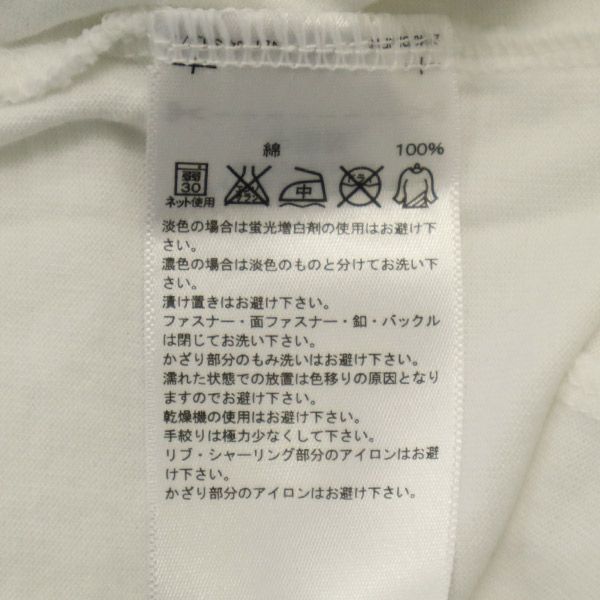 綿 100%
弱 30 エンソ サラシ 中 ドライ
ネット使用
淡色の場合は蛍光増白剤の使用はお避け下
さい。
濃色の場合は淡色のものと分けてお洗い下
さい。
漬け置きはお避け下さい。
ファスナー・面ファスナー・釦・バックル
は閉じてお洗い下さい。
かざり部分のもみ洗いはお避け下さい。
濡れた状態での放置は色移りの原因となり
ますのでお避け下さい。
乾燥機の使用はお避け下さい。
手絞りは極力少なくして下さい。
リブ・シャーリング部分のアイロンはお避け
下さい。
かざり部分のアイロンはお避け下さい。